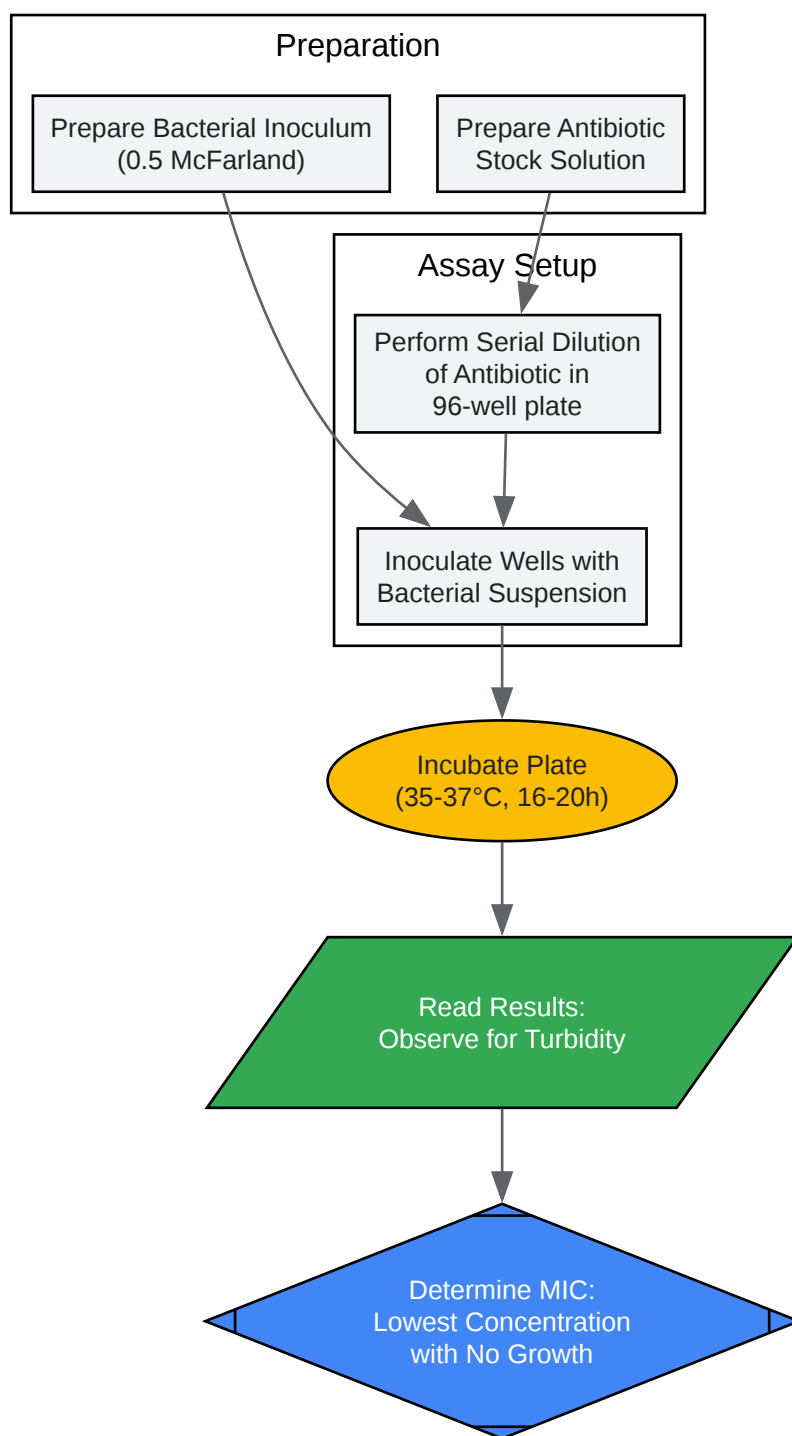 Preparation
Prepare Bacterial Inoculum
(0.5 McFarland)
Prepare Antibiotic
Stock Solution
Assay Setup
Perform Serial Dilution
of Antibiotic in
96-well plate
Inoculate Wells with
Bacterial Suspension
Incubate Plate
(35-37°C, 16-20h)
Read Results:
Observe for Turbidity
Determine MIC:
Lowest Concentration
with No Growth